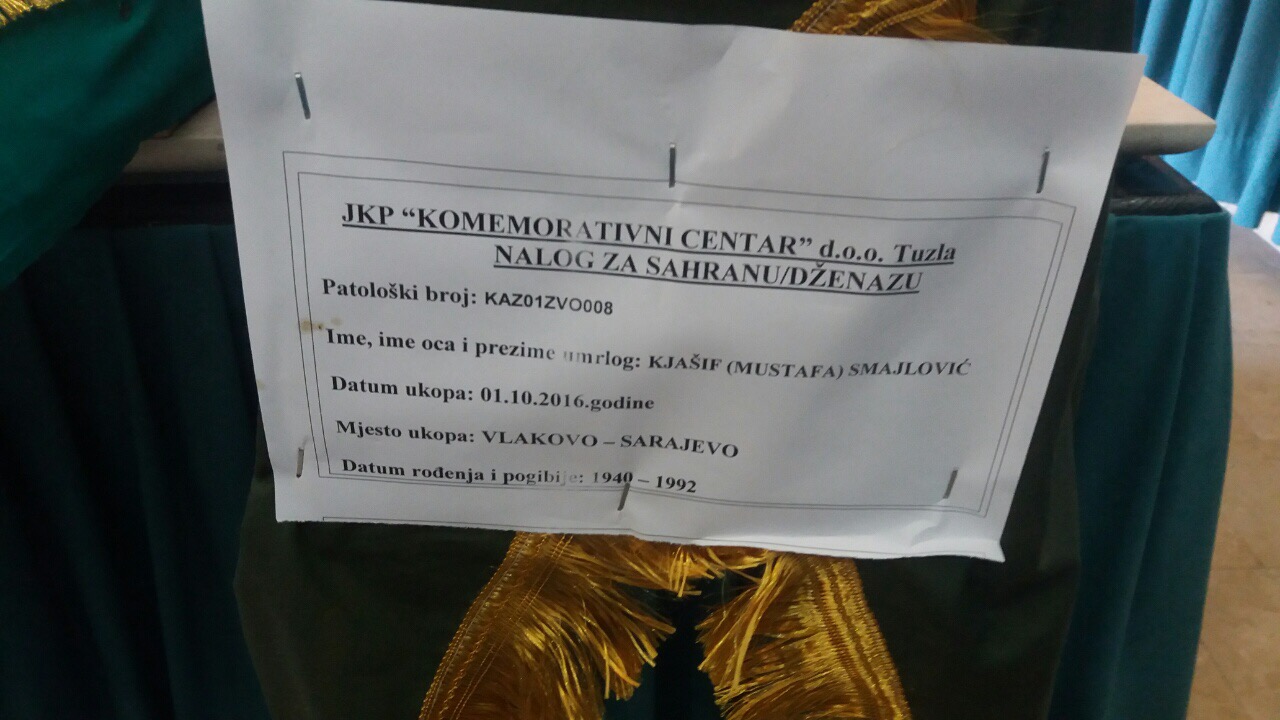 JKP “KOMEMORATIVNI CENTAR” d.o.o. Tuzla
NALOG ZA SAHRANU/DŽENAZU
Patološki broj: KAZ01ZVO008
Ime, ime oca i prezime umrlog: KJAŠIF (MUSTAFA) SMAJLOVIĆ
Datum ukopa: 01.10.2016.godine
Mjesto ukopa: VLAKOVO – SARAJEVO
Datum rođenja i pogibije: 1940 – 1992